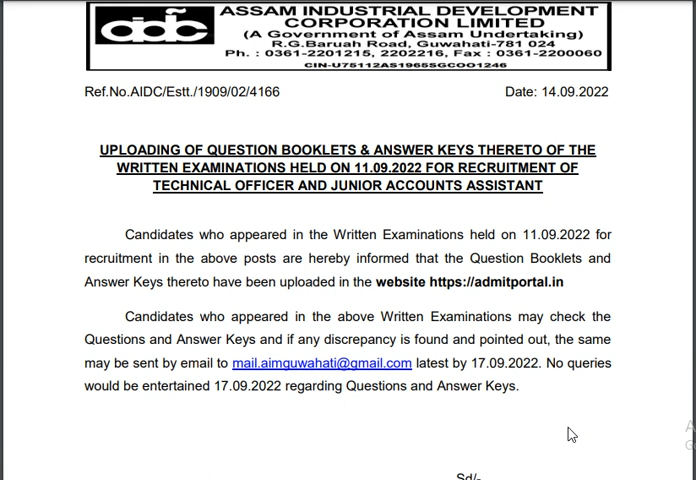 aidc
ASSAM INDUSTRIAL DEVELOPMENT
CORPORATION LIMITED
(A Government of Assam Undertaking)
R.G.Baruah Road, Guwahati-781 024
Ph. : 0361-2201215, 2202216, Fax : 0361-2200060
CIN-U75112AS1965SGCO01246
Ref.No.AIDC/Estt./1909/02/4166 Date: 14.09.2022
UPLOADING OF QUESTION BOOKLETS & ANSWER KEYS THERETO OF THE
WRITTEN EXAMINATIONS HELD ON 11.09.2022 FOR RECRUITMENT OF
TECHNICAL OFFICER AND JUNIOR ACCOUNTS ASSISTANT
Candidates who appeared in the Written Examinations held on 11.09.2022 for
recruitment in the above posts are hereby informed that the Question Booklets and
Answer Keys thereto have been uploaded in the website https://admitportal.in
Candidates who appeared in the above Written Examinations may check the
Questions and Answer Keys and if any discrepancy is found and pointed out, the same
may be sent by email to mail.aimguwahati@gmail.com latest by 17.09.2022. No queries
would be entertained 17.09.2022 regarding Questions and Answer Keys.
Sd/-